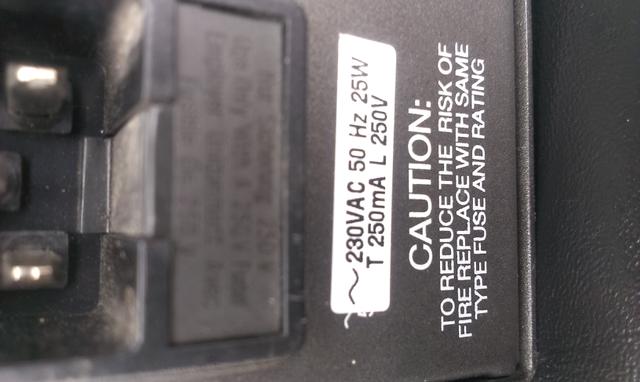 ~ 230VAC 50 Hz 25W
T 250mA L 250V
CAUTION:
TO REDUCE THE RISK OF
FIRE REPLACE WITH SAME
TYPE FUSE AND RATING